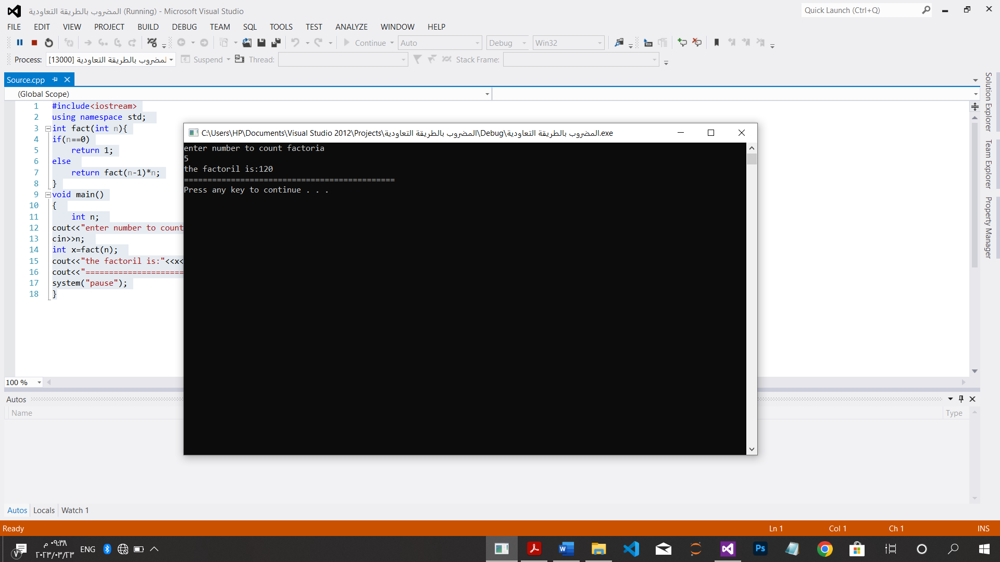 المضروب بالطريقة التعاودية (Running) - Microsoft Visual Studio
Quick Launch (Ctrl+Q)
FILE EDIT VIEW PROJECT BUILD DEBUG TEAM SQL TOOLS TEST ANALYZE WINDOW HELP
Continue Auto Debug Win32
Process: [13000] لمضروب بالطريقة التعاودية Suspend Thread: Stack Frame:
Source.cpp
(Global Scope)
1 #include<iostream>
2 using namespace std;
3 int fact(int n){
4 if(n==0)
5 return 1;
6 else
7 return fact(n-1)*n;
8 }
9 void main()
10 {
11 int n;
12 cout<<"enter number to count
13 cin>>n;
14 int x=fact(n);
15 cout<<"the factoril is:"<<x<
16 cout<<"=====================
17 system("pause");
18 }
C:\Users\HP\Documents\Visual Studio 2012\Projects\المضروب بالطريقة التعاودية\Debug\المضروب بالطريقة التعاودية.exe
enter number to count factoria
5
the factoril is:120
=============================================
Press any key to continue . . .
Solution Explorer
Team Explorer
Property Manager
100 %
Autos
Name
Type
Autos Locals Watch 1
Ready Ln 1 Col 1 Ch 1 INS
٧
٠٩:٣٨ م
٢٠٢٣/٠٣/٢٣
ENG
W
Ps